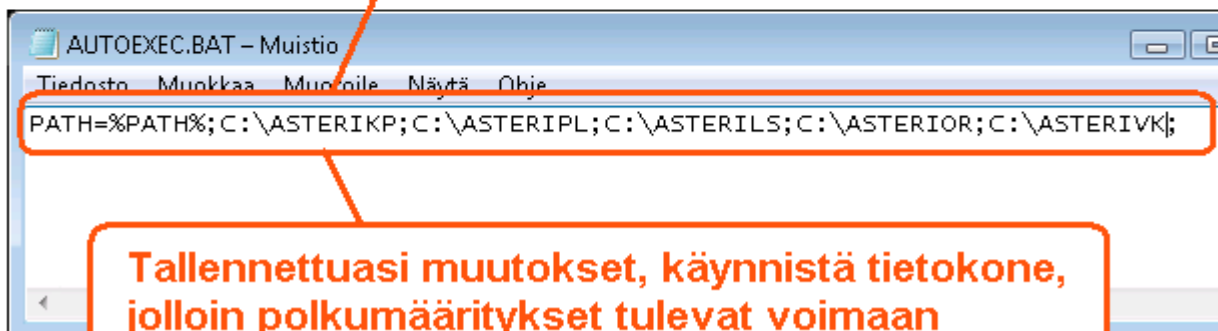 AUTOEXEC.BAT – Muistio
Tiedosto Muokkaa Muotoile Näytä Ohje
PATH=%PATH%;C:\ASTERIKP;C:\ASTERIPL;C:\ASTERILS;C:\ASTERIOR;C:\ASTERIVK;
Tallennettuasi muutokset, käynnistä tietokone,
jolloin polkumääritykset tulevat voimaan